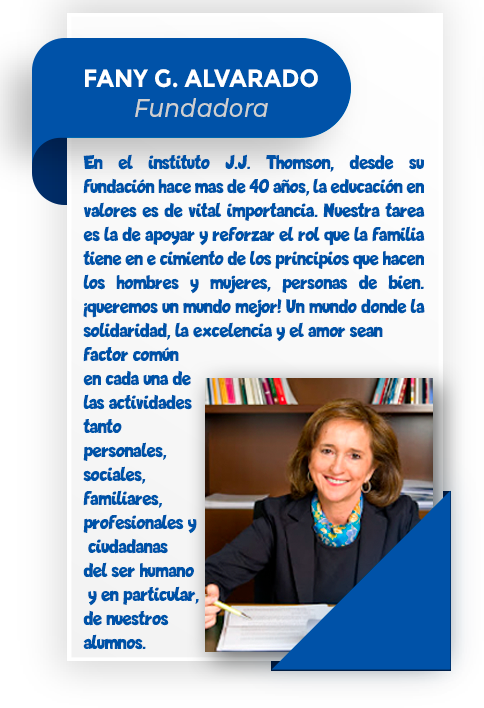 FANY G. ALVARADO
Fundadora
En el instituto J.J. Thomson, desde su
fundación hace mas de 40 años, la educación en
valores es de vital importancia. Nuestra tarea
es la de apoyar y reforzar el rol que la familia
tiene en e cimiento de los principios que hacen
los hombres y mujeres, personas de bien.
¡queremos un mundo mejor! Un mundo donde la
solidaridad, la excelencia y el amor sean
factor común
en cada una de
las actividades
tanto
personales,
sociales,
familiares,
profesionales y
ciudadanas
del ser humano
y en particular,
de nuestros
alumnos.